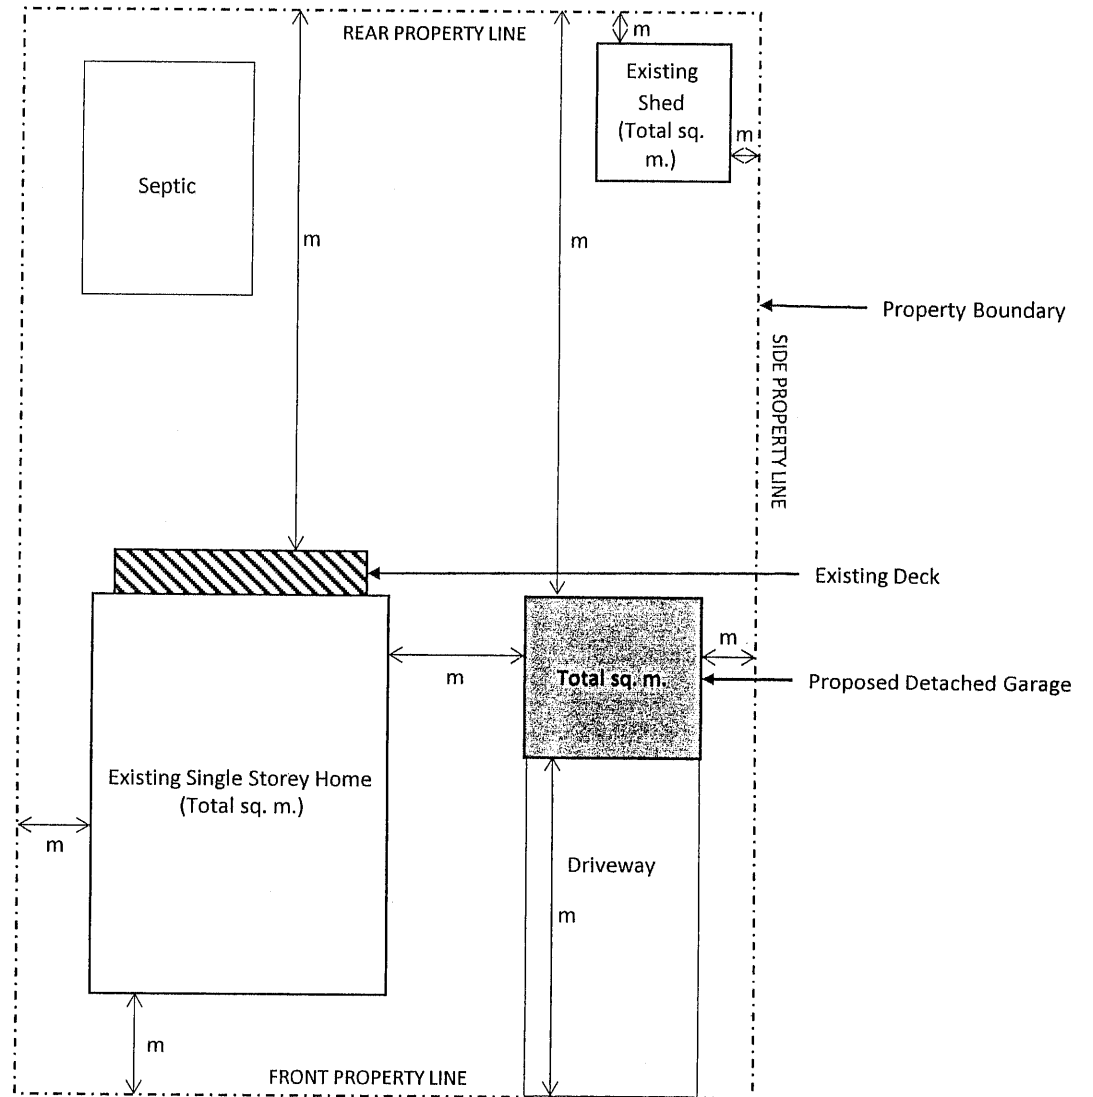 REAR PROPERTY LINE
m
Existing
Shed
(Total sq.
m.)
m
Septic
m
m
Property Boundary
SIDE PROPERTY LINE
Existing Deck
m
m
Total sq. m.
Proposed Detached Garage
Existing Single Storey Home
(Total sq. m.)
m
Driveway
m
m
FRONT PROPERTY LINE